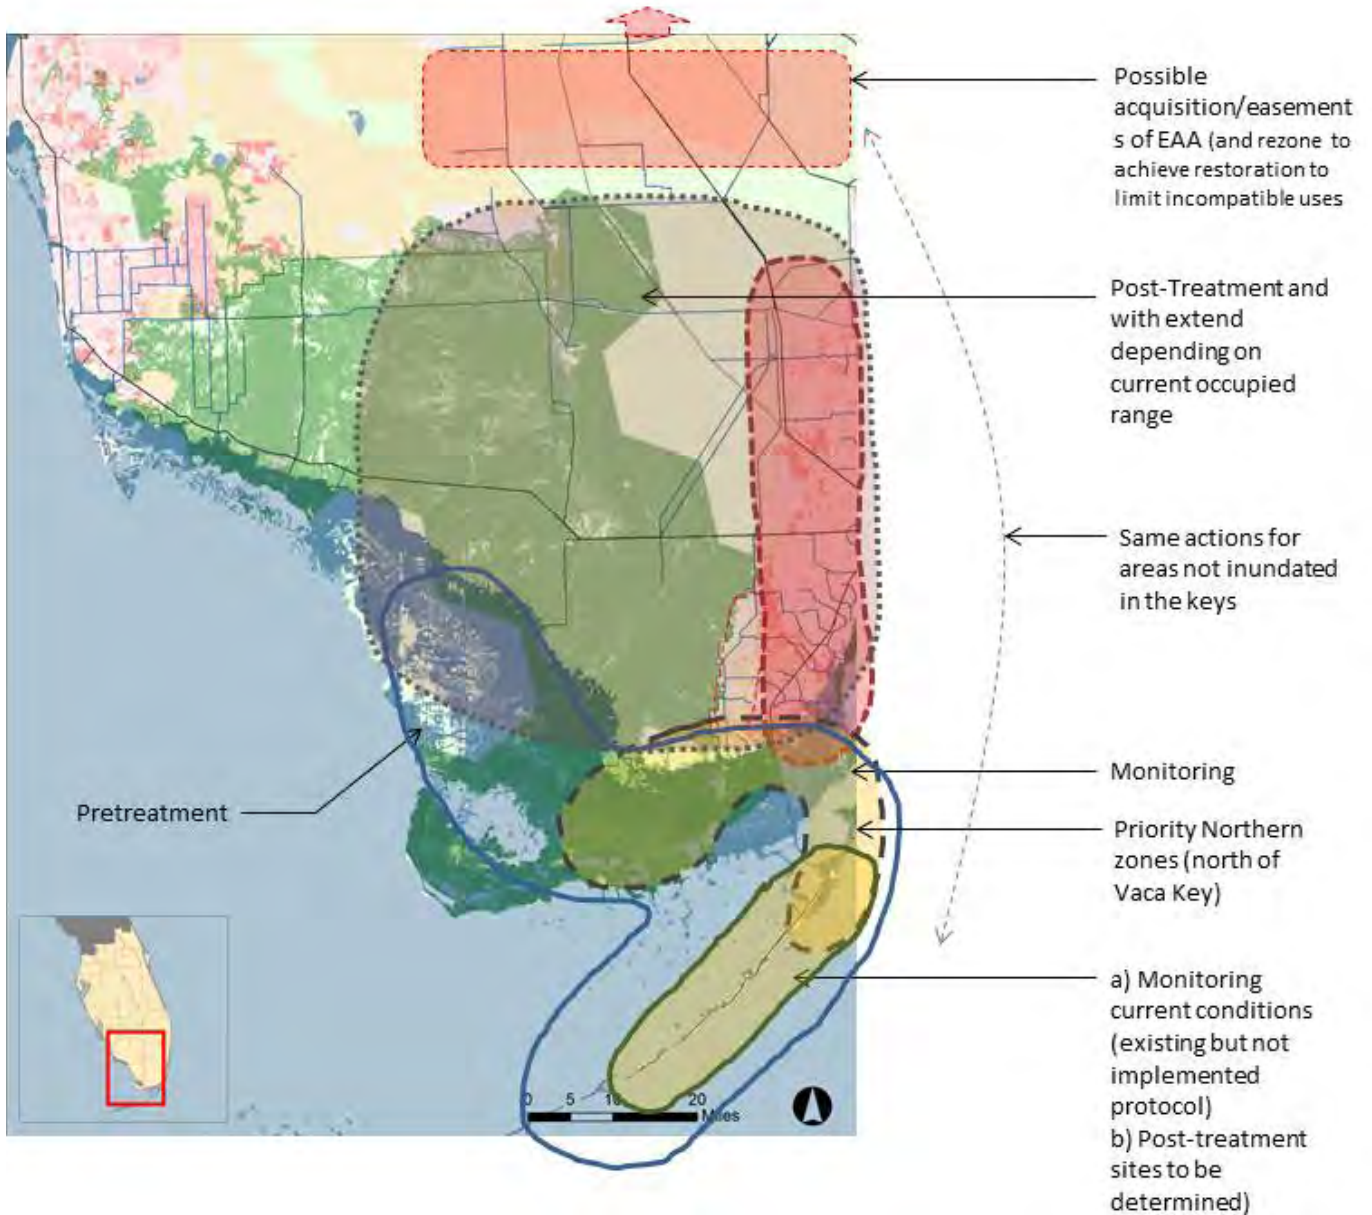 Possible
acquisition/easement
s of EAA (and rezone to
achieve restoration to
limit incompatible uses
Post-Treatment and
with extend
depending on
current occupied
range
Same actions for
areas not inundated
in the keys
Pretreatment
Monitoring
Priority Northern
zones (north of
Vaca Key)
a) Monitoring
current conditions
(existing but not
implemented
protocol)
b) Post-treatment
sites to be
determined)
0 5 10 20
Miles